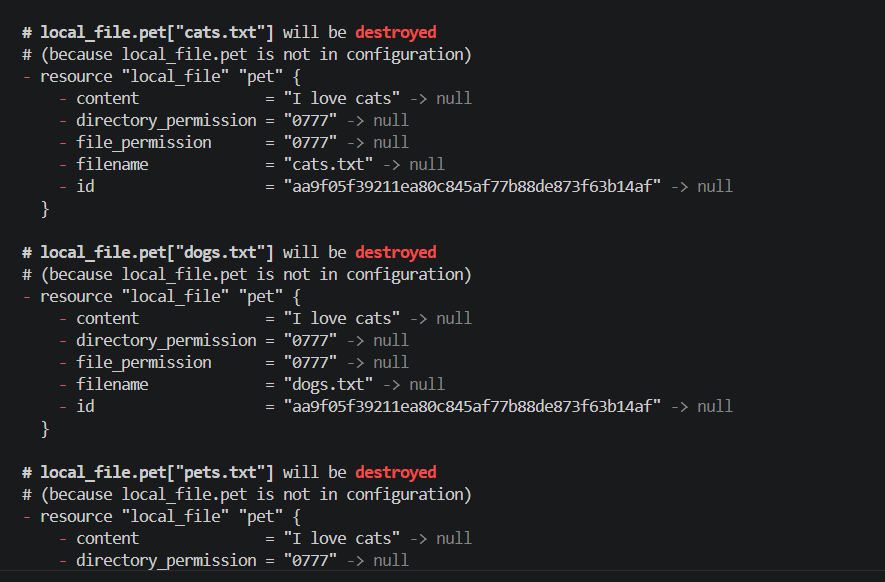 # local_file.pet["cats.txt"] will be destroyed
# (because local_file.pet is not in configuration)
- resource "local_file" "pet" {
- content = "I love cats" -> null
- directory_permission = "0777" -> null
- file_permission = "0777" -> null
- filename = "cats.txt" -> null
- id = "aa9f05f39211ea80c845af77b88de873f63b14af" -> null
}
# local_file.pet["dogs.txt"] will be destroyed
# (because local_file.pet is not in configuration)
- resource "local_file" "pet" {
- content = "I love cats" -> null
- directory_permission = "0777" -> null
- file_permission = "0777" -> null
- filename = "dogs.txt" -> null
- id = "aa9f05f39211ea80c845af77b88de873f63b14af" -> null
}
# local_file.pet["pets.txt"] will be destroyed
# (because local_file.pet is not in configuration)
- resource "local_file" "pet" {
- content = "I love cats" -> null
- directory_permission = "0777" -> null